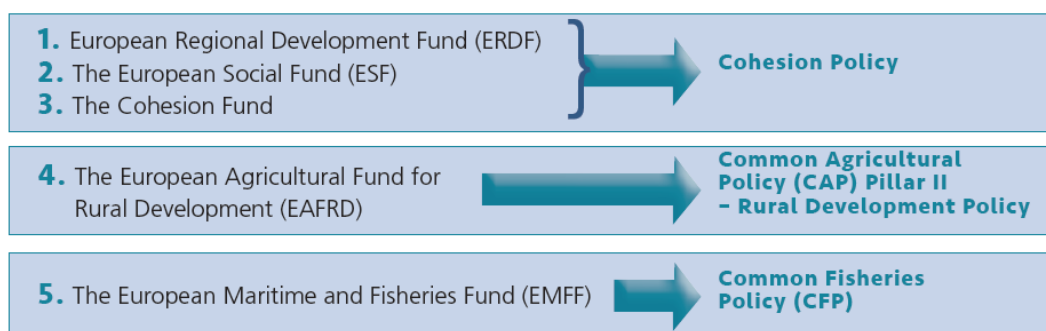 1. European Regional Development Fund (ERDF)
2. The European Social Fund (ESF)
3. The Cohesion Fund
Cohesion Policy
4. The European Agricultural Fund for
Rural Development (EAFRD)
Common Agricultural
Policy (CAP) Pillar II
– Rural Development Policy
5. The European Maritime and Fisheries Fund (EMFF)
Common Fisheries
Policy (CFP)